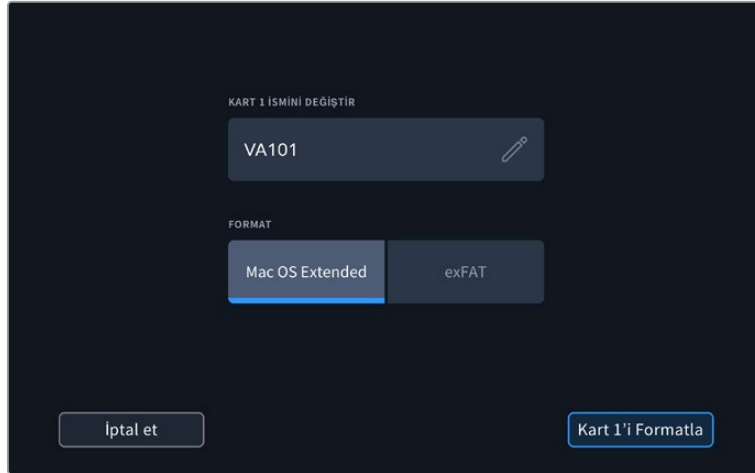 KART 1 İSMİNİ DEĞİŞTİR
VA101
FORMAT
Mac OS Extended
exFAT
İptal et
Kart 1'i Formatla